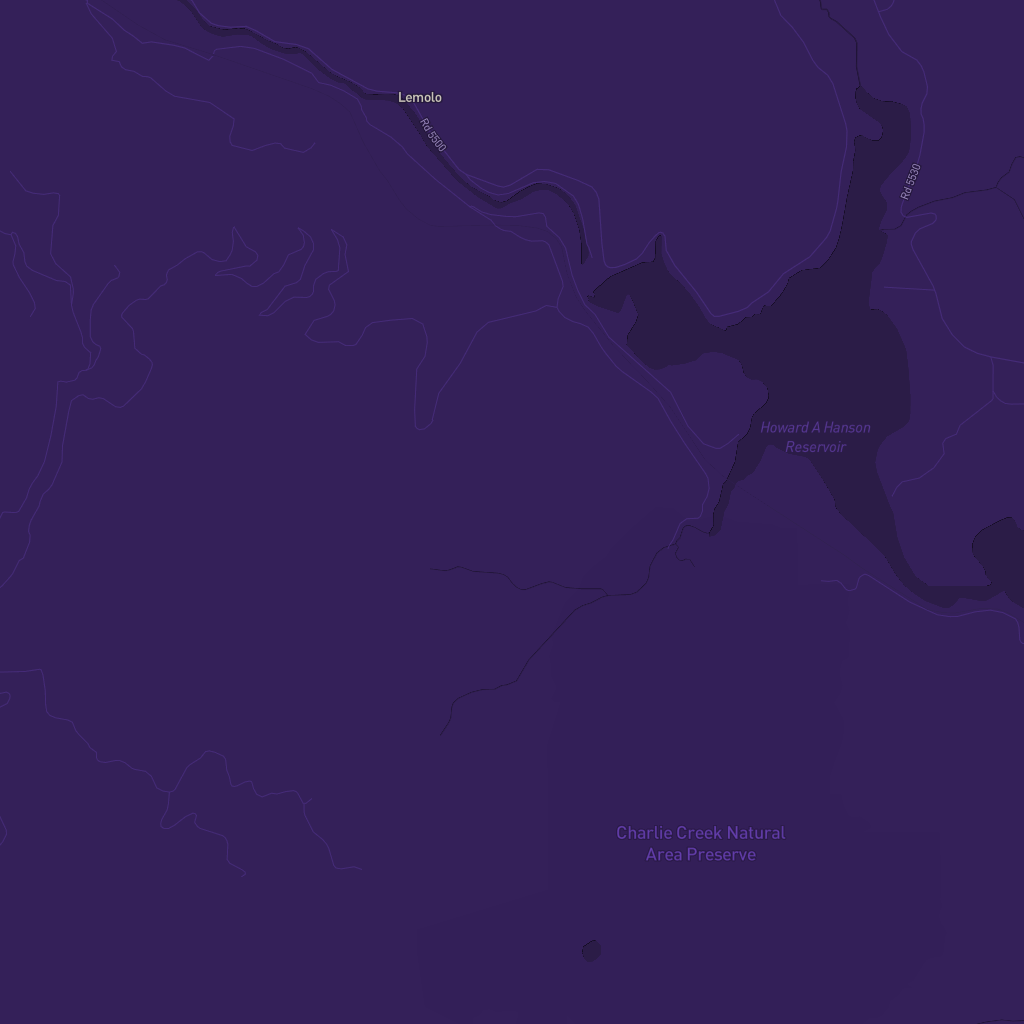 Lemolo
Rd 5500
Rd 5530
Howard A Hanson
Reservoir
Charlie Creek Natural
Area Preserve